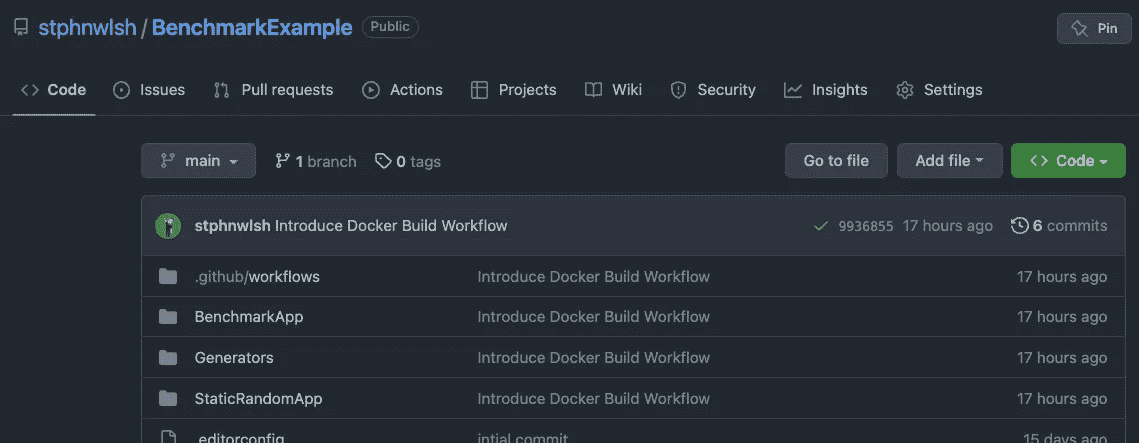 stphnwlsh / BenchmarkExample Public Pin
Code Issues Pull requests Actions Projects Wiki Security Insights Settings
main 1 branch 0 tags Go to file Add file Code
stphnwlsh Introduce Docker Build Workflow 9936855 17 hours ago 6 commits
.github/workflows Introduce Docker Build Workflow 17 hours ago
BenchmarkApp Introduce Docker Build Workflow 17 hours ago
Generators Introduce Docker Build Workflow 17 hours ago
StaticRandomApp Introduce Docker Build Workflow 17 hours ago
.editorconfig intial commit 15 days ago